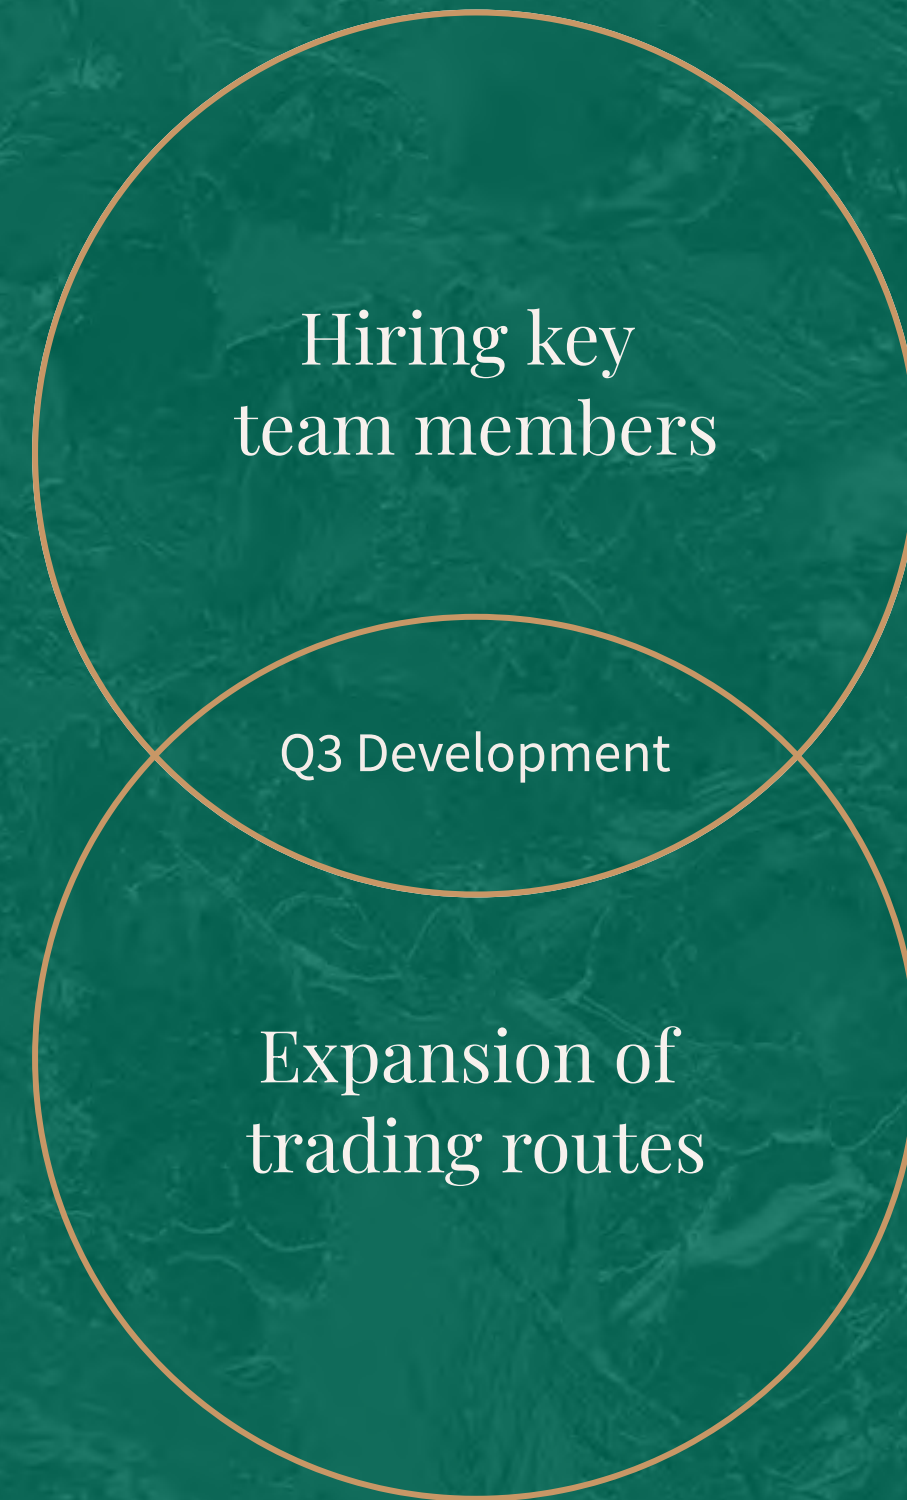 Hiring key
team members
Q3 Development
Expansion of
trading routes